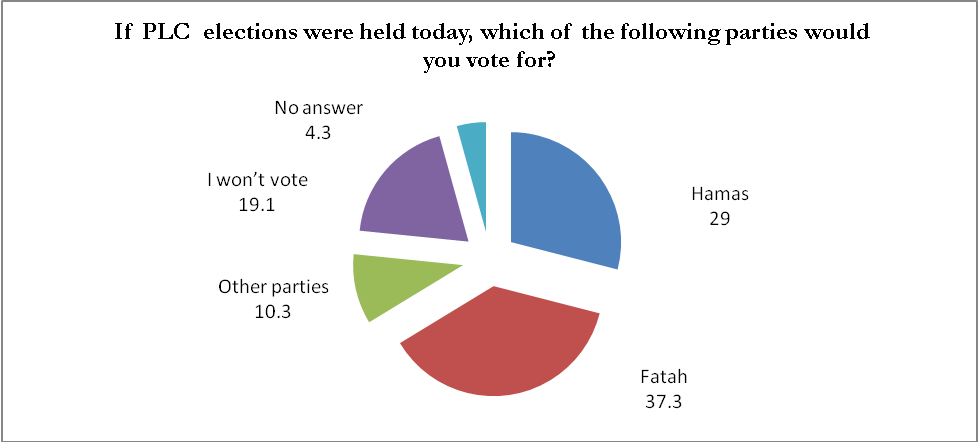 If PLC elections were held today, which of the following parties would
you vote for?
No answer
4.3
I won’t vote
19.1
Hamas
29
Other parties
10.3
Fatah
37.3